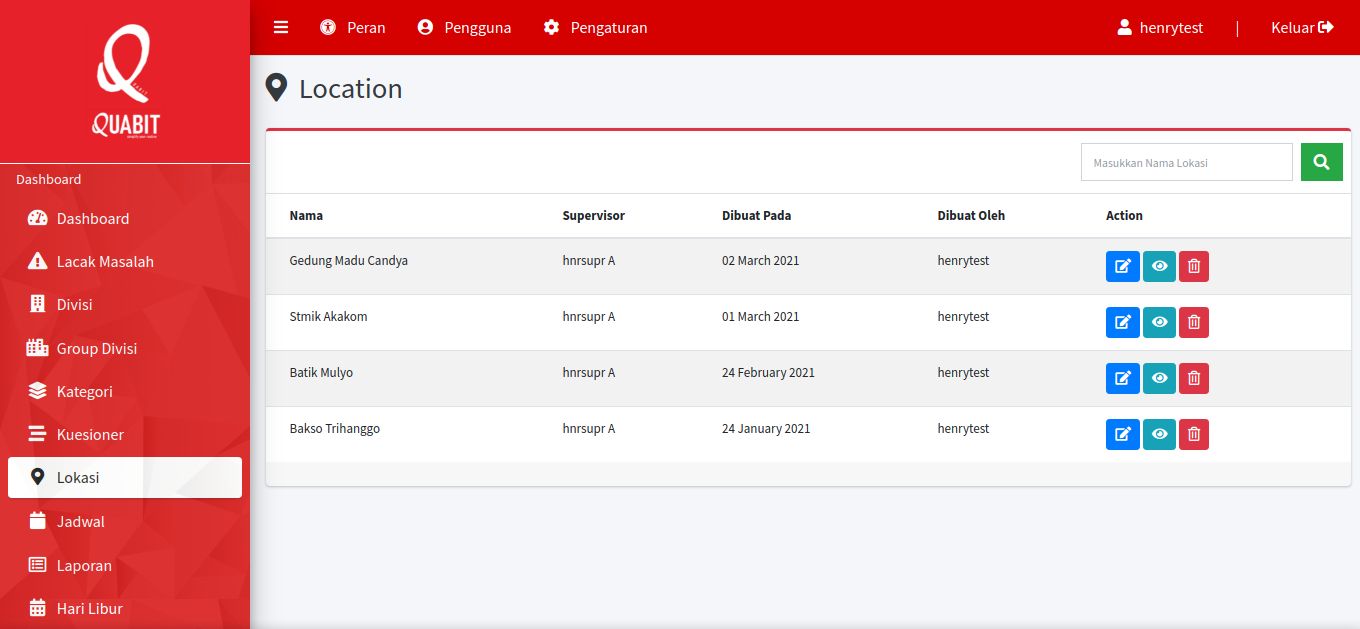 QUABIT
Peran Pengguna Pengaturan henrytest | Keluar
Location
Masukkan Nama Lokasi
Dashboard
Dashboard
Lacak Masalah
Divisi
Group Divisi
Kategori
Kuesioner
Lokasi
Jadwal
Laporan
Hari Libur
Nama Supervisor Dibuat Pada Dibuat Oleh Action
Gedung Madu Candya hnrsupr A 02 March 2021 henrytest
Stmik Akakom hnrsupr A 01 March 2021 henrytest
Batik Mulyo hnrsupr A 24 February 2021 henrytest
Bakso Trihanggo hnrsupr A 24 January 2021 henrytest